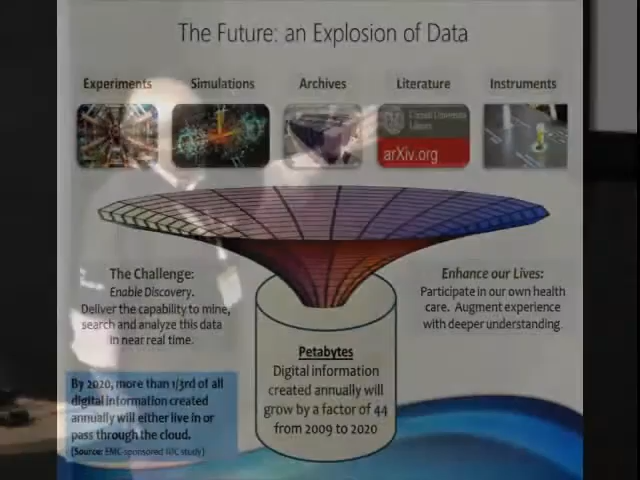 The Future: an Explosion of Data
Experiments Simulations Archives Literature Instruments
Cornell University
Library
arXiv.org
The Challenge:
Enable Discovery.
Deliver the capability to mine,
search and analyze this data
in near real time.
Enhance our Lives:
Participate in our own health
care. Augment experience
with deeper understanding
Petabytes
Digital information
created annually will
grow by a factor of 44
from 2009 to 2020
By 2020, more than 1/3rd of all
digital information created
annually will either live in or
pass through the cloud.
(Source: EMC-sponsored IDC study)